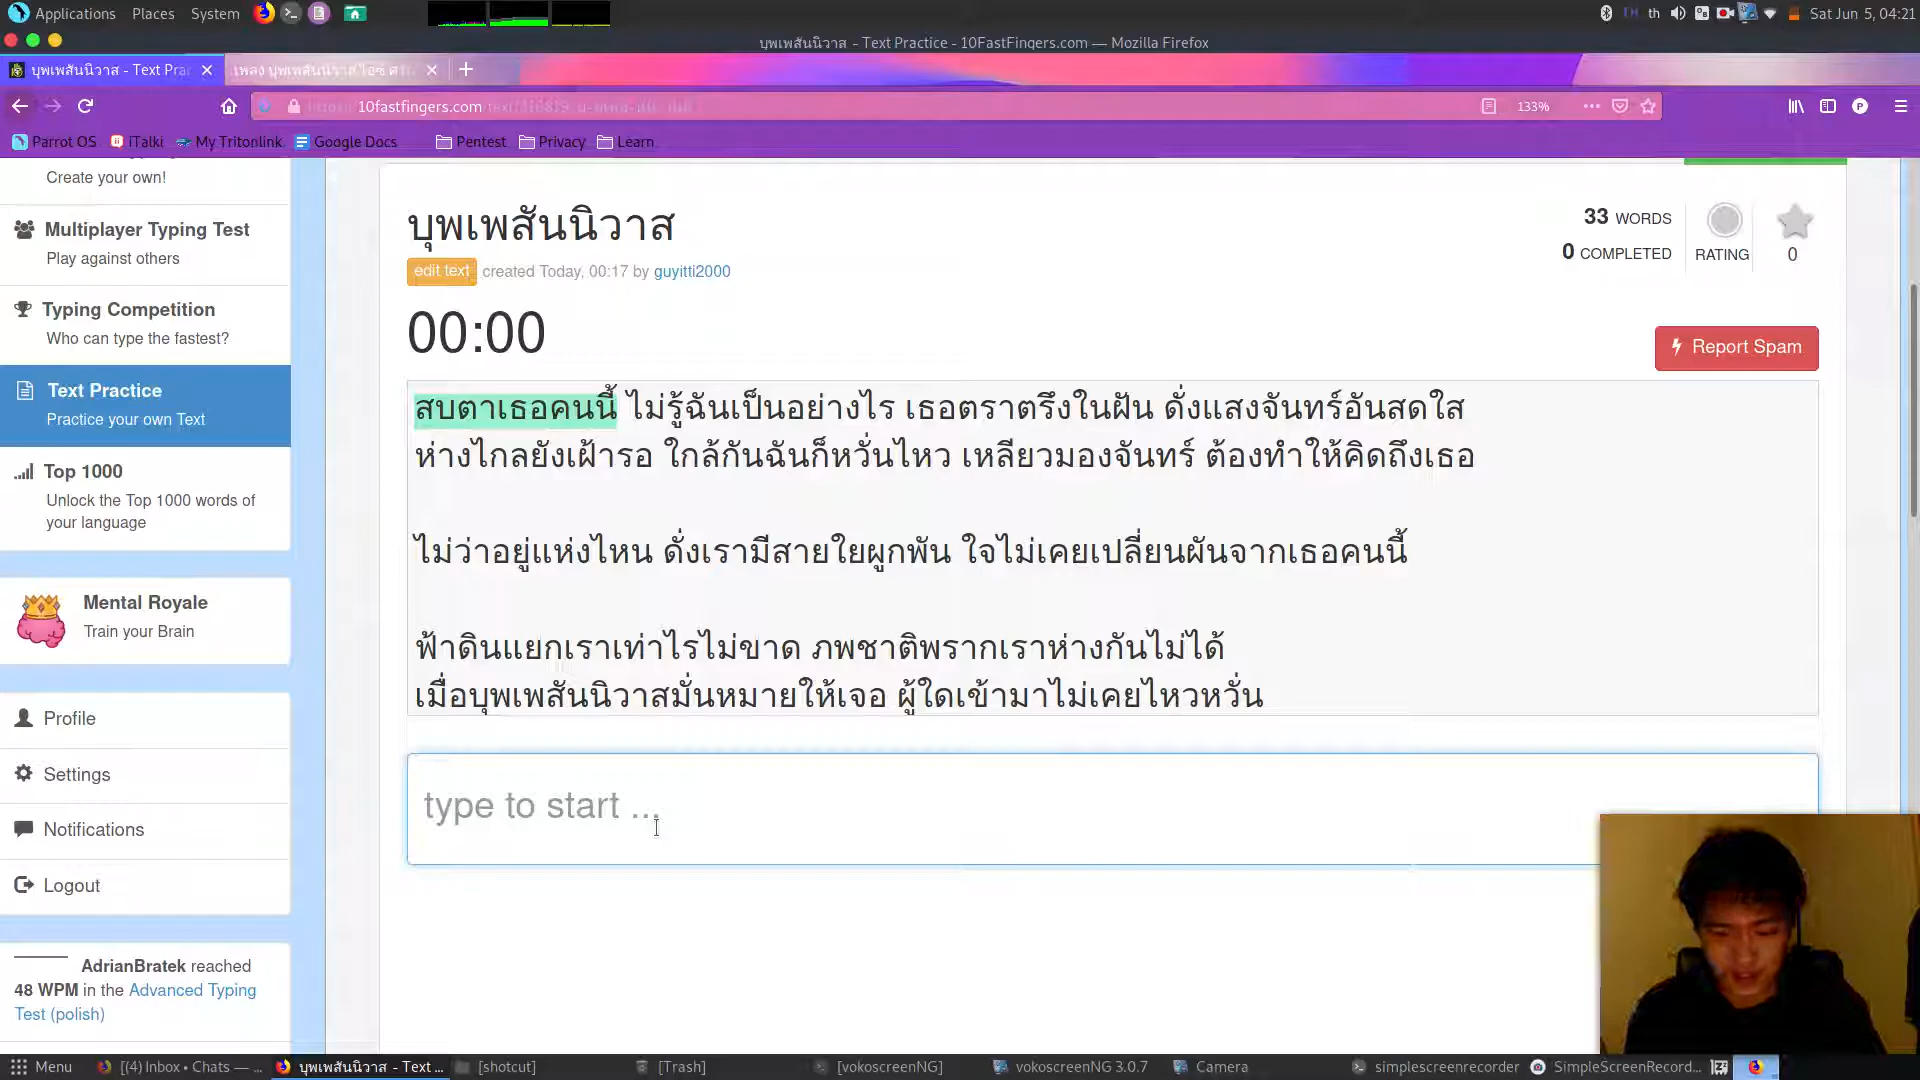 Applications Places System
th Sat Jun 5, 04:21
บุพเพสันนิวาส - Text Practice - 10FastFingers.com — Mozilla Firefox
บุพเพสันนิวาส - Text Prac
เพลง บุพเพสันนิวาส ไอซ์
10fastfingers.com
133%
Parrot OS iTalki My Tritonlink Google Docs Pentest Privacy Learn
Create your own!
Multiplayer Typing Test
Play against others
Typing Competition
Who can type the fastest?
Text Practice
Practice your own Text
Top 1000
Unlock the Top 1000 words of
your language
Mental Royale
Train your Brain
Profile
Settings
Notifications
Logout
AdrianBratek reached
48 WPM in the Advanced Typing
Test (polish)
บุพเพสันนิวาส
edit text created Today, 00:17 by guyitti2000
33 WORDS
0 COMPLETED
RATING
0
00:00
Report Spam
สบตาเธอคนนี้ ไม่รู้ฉันเป็นอย่างไร เธอตราตรึงในฝัน ดั่งแสงจันทร์อันสดใส
ห่างไกลยังเฝ้ารอ ใกล้กันฉันก็หวั่นไหว เหลียวมองจันทร์ ต้องทำให้คิดถึงเธอ
ไม่ว่าอยู่แห่งไหน ดั่งเรามีสายใยผูกพัน ใจไม่เคยเปลี่ยนผันจากเธอคนนี้
ฟ้าดินแยกเราเท่าไรไม่ขาด ภพชาติพรากเราห่างกันไม่ได้
เมื่อบุพเพสันนิวาสมั่นหมายให้เจอ ผู้ใดเข้ามาไม่เคยไหวหวั่น
type to start ...
Menu [(4) Inbox • Chats — ... บุพเพสันนิวาส - Text ... [shotcut] [Trash] [vokoscreenNG] vokoscreenNG 3.0.7 Camera simplescreenrecorder SimpleScreenRecord...